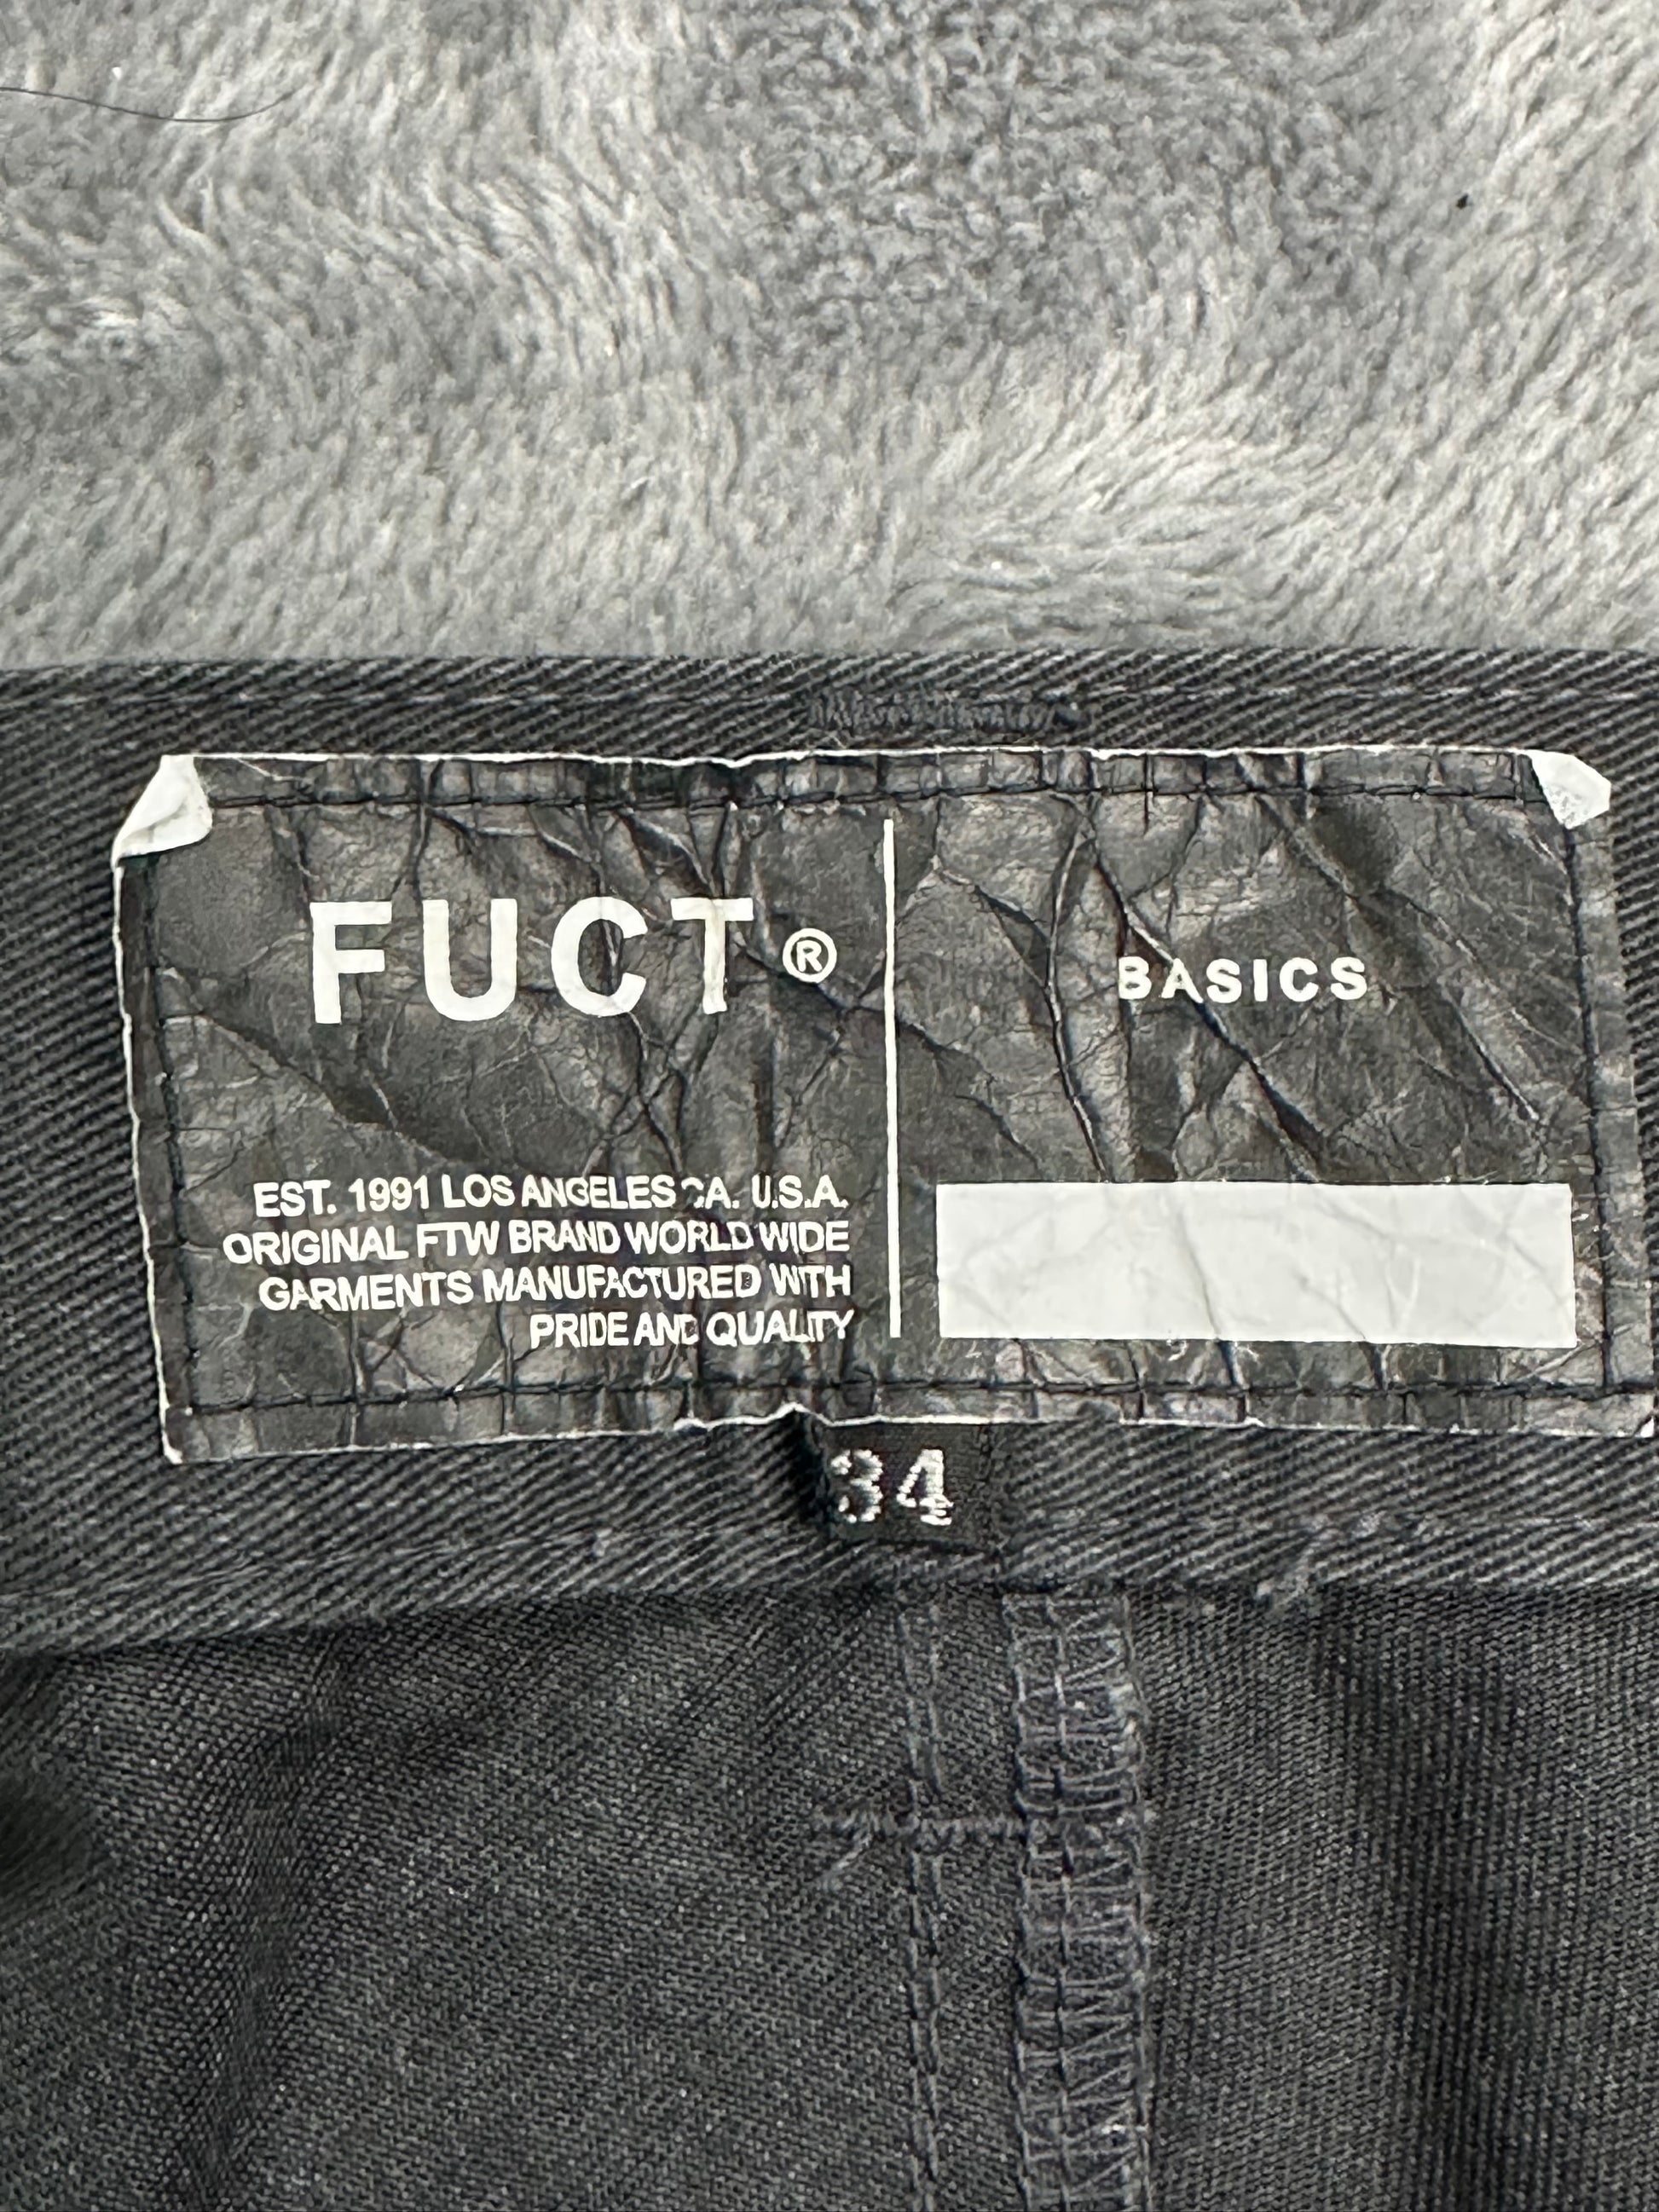 FUCT®
EST. 1991 LOS ANGELES CA. U.S.A.
ORIGINAL FTW BRAND WORLD WIDE
GARMENTS MANUFACTURED WITH
PRIDE AND QUALITY
BASICS
34